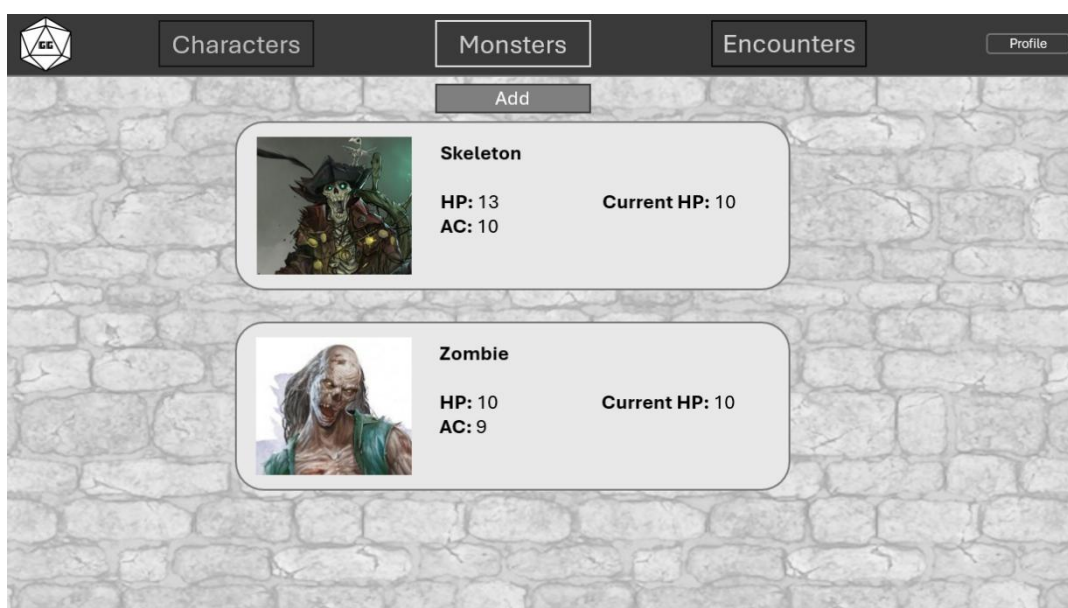 GG
Characters
Monsters
Encounters
Profile
Add
Skeleton
HP: 13 Current HP: 10
AC: 10
Zombie
HP: 10 Current HP: 10
AC: 9